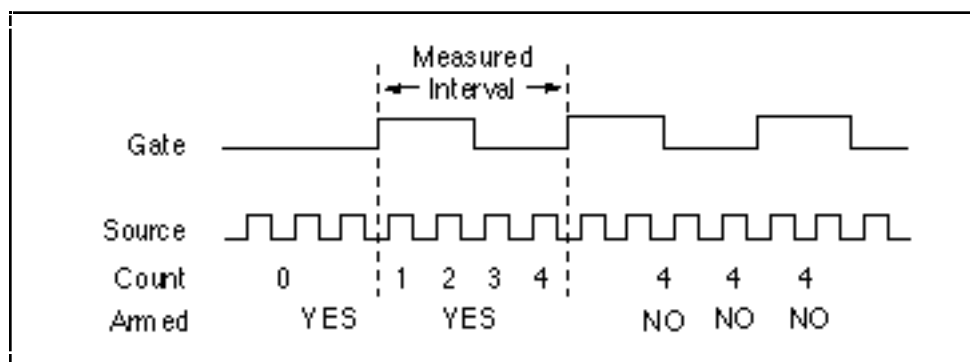 Measured
Interval
Gate
Source
Count 0 1 2 3 4 4 4 4
Armed YES YES NO NO NO